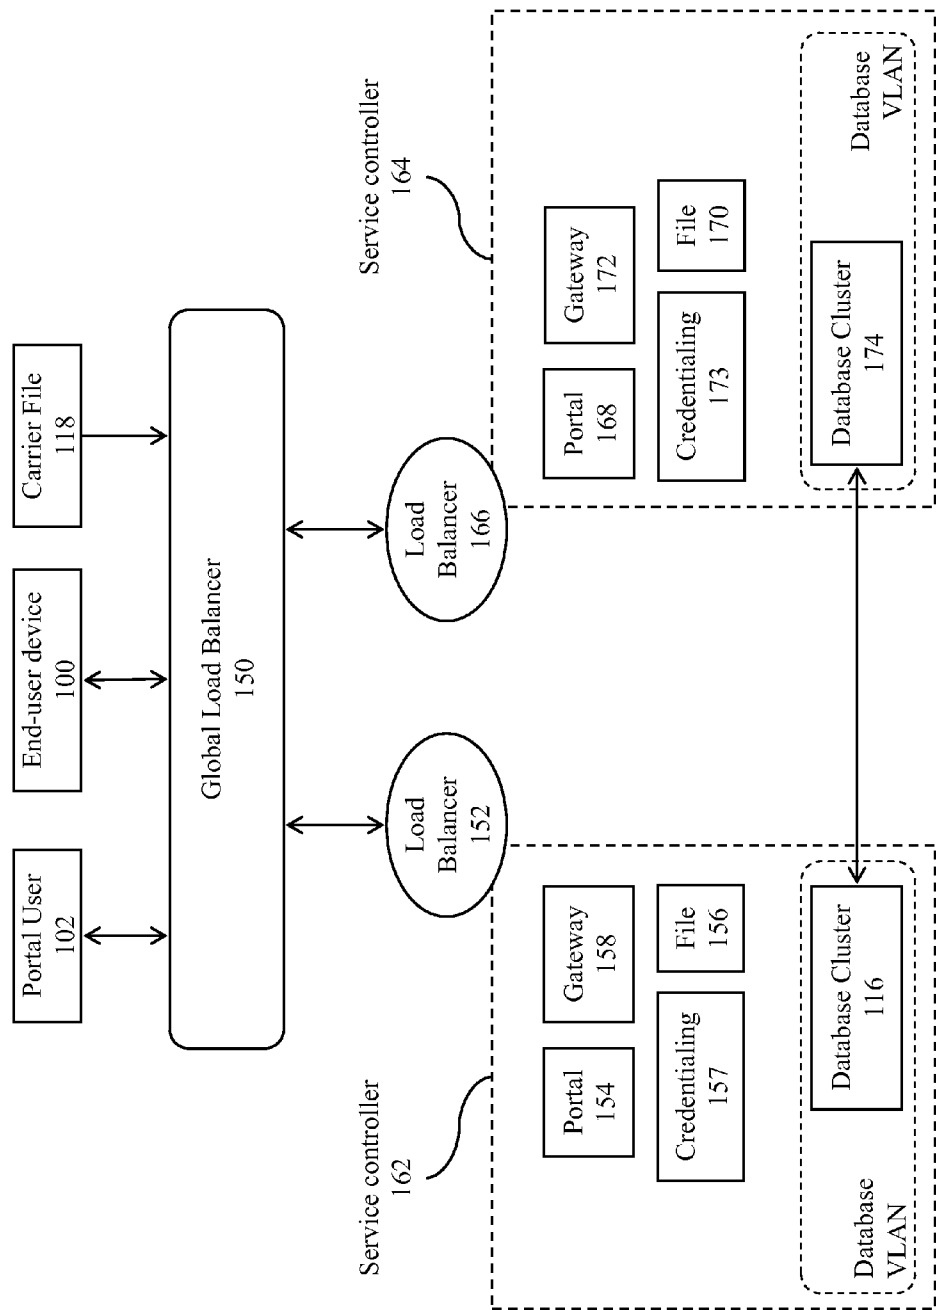 Portal User
102
End-user device
100
Carrier File
118
Global Load Balancer
150
Service controller
162
Load
Balancer
152
Load
Balancer
166
Service controller
164
Portal
154
Gateway
158
Credentialing
157
File
156
Database
VLAN
Database Cluster
116
Portal
168
Gateway
172
Credentialing
173
File
170
Database Cluster
174
Database
VLAN